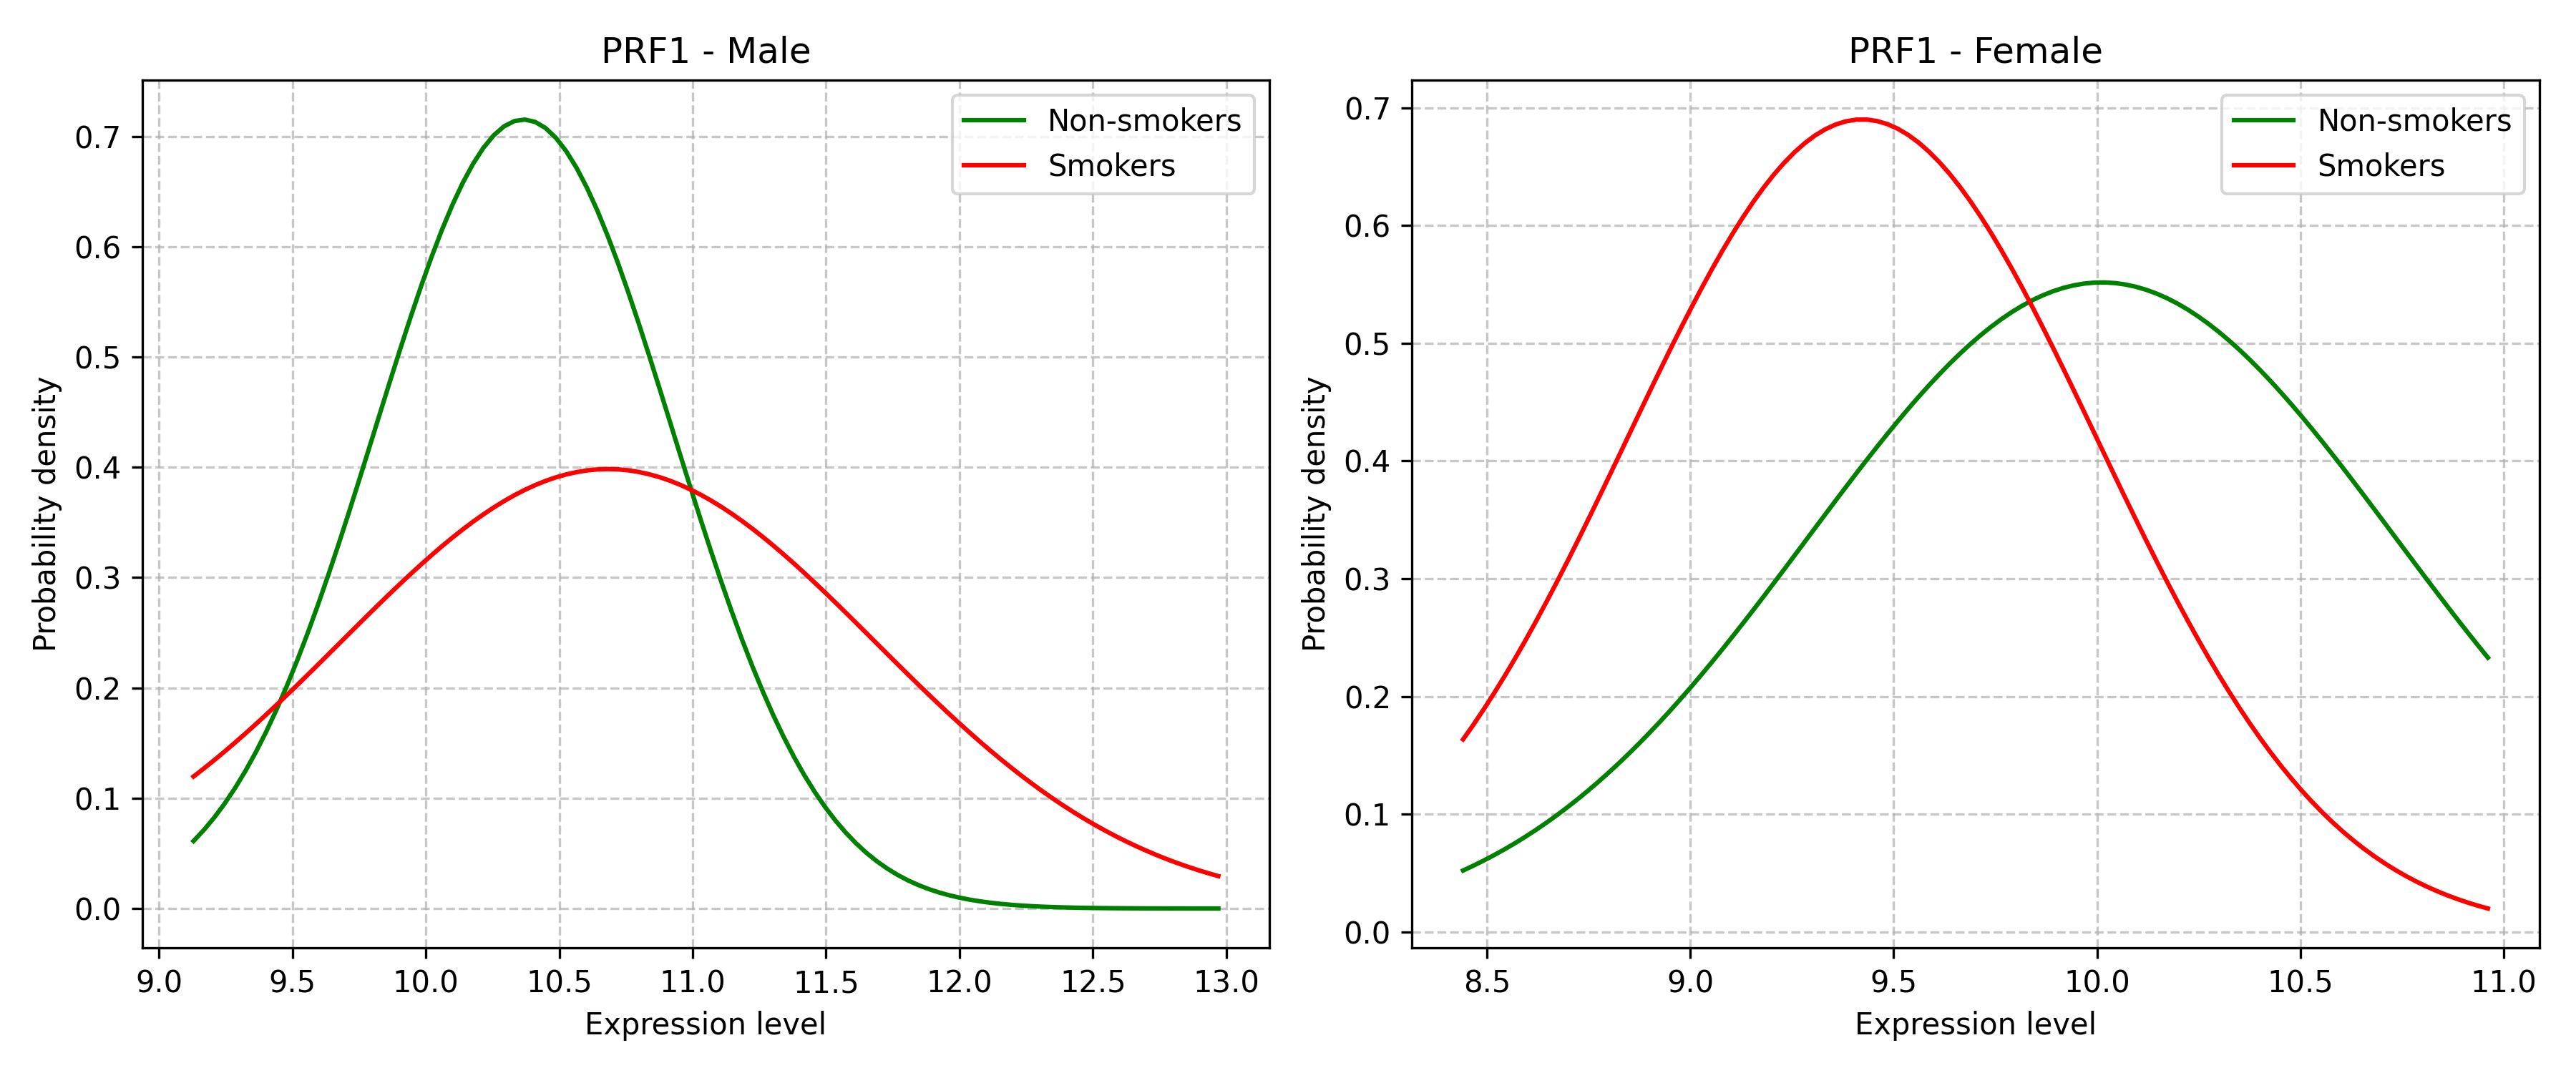 PRF1 - Male
Non-smokers
Smokers
Probability density
0.7
0.6
0.5
0.4
0.3
0.2
0.1
0.0
9.0 9.5 10.0 10.5 11.0 11.5 12.0 12.5 13.0
Expression level
PRF1 - Female
Non-smokers
Smokers
Probability density
0.7
0.6
0.5
0.4
0.3
0.2
0.1
0.0
8.5 9.0 9.5 10.0 10.5 11.0
Expression level